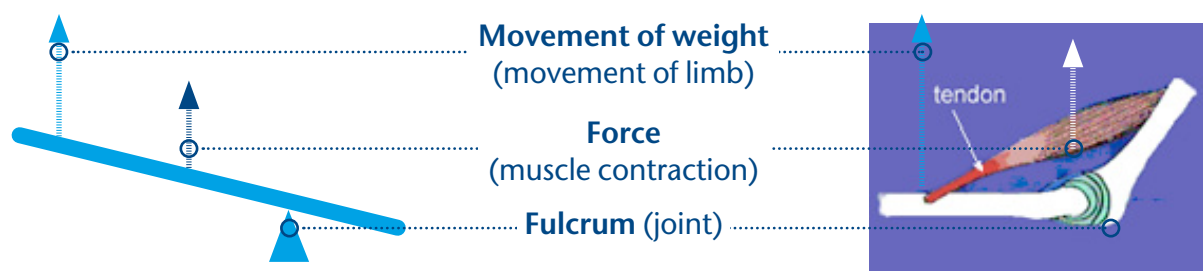 Movement of weight
(movement of limb)
tendon
Force
(muscle contraction)
Fulcrum (joint)